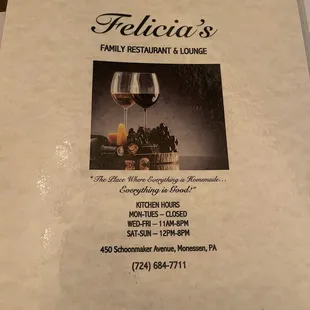 Felicia's
FAMILY RESTAURANT & LOUNGE
"The Place Where Everything is Homemade...
Everything is Good!"
KITCHEN HOURS
MON-TUES – CLOSED
WED-FRI – 11AM-8PM
SAT-SUN – 12PM-8PM
450 Schoonmaker Avenue, Monessen, PA
(724) 684-7711